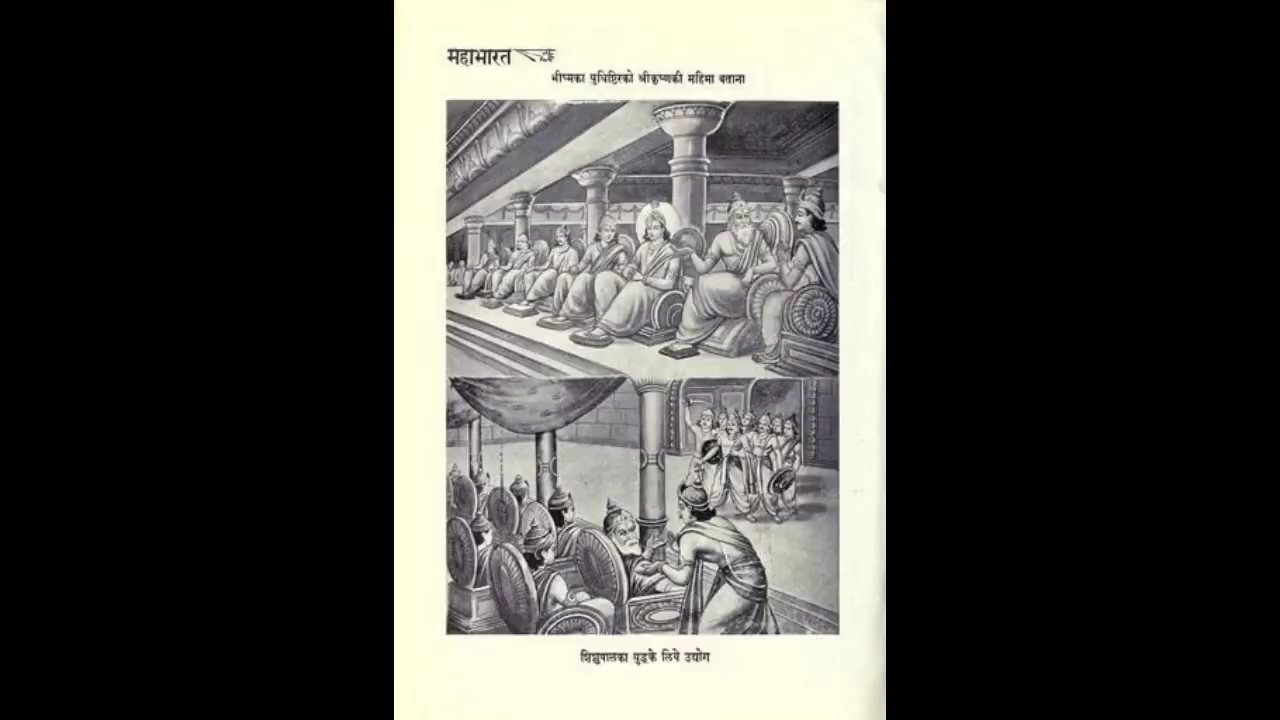 महाभारत
भीष्मका युधिष्ठिरको श्रीकृष्णकी महिमा बताना
शिशुपालका युद्धके लिये उद्योग